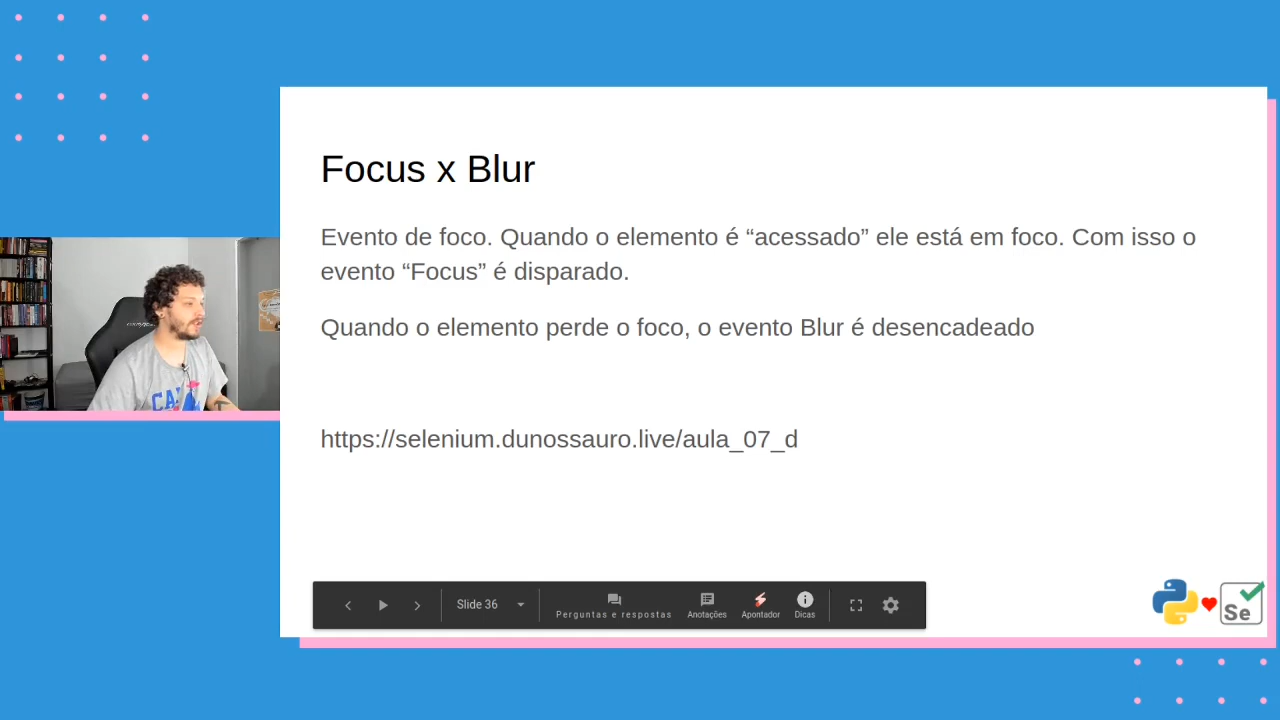 Focus x Blur
Evento de foco. Quando o elemento é “acessado” ele está em foco. Com isso o
evento “Focus” é disparado.
Quando o elemento perde o foco, o evento Blur é desencadeado
https://selenium.dunossauro.live/aula_07_d
Slide 36
Perguntas e respostas
Anotações
Apontador
Dicas
Se